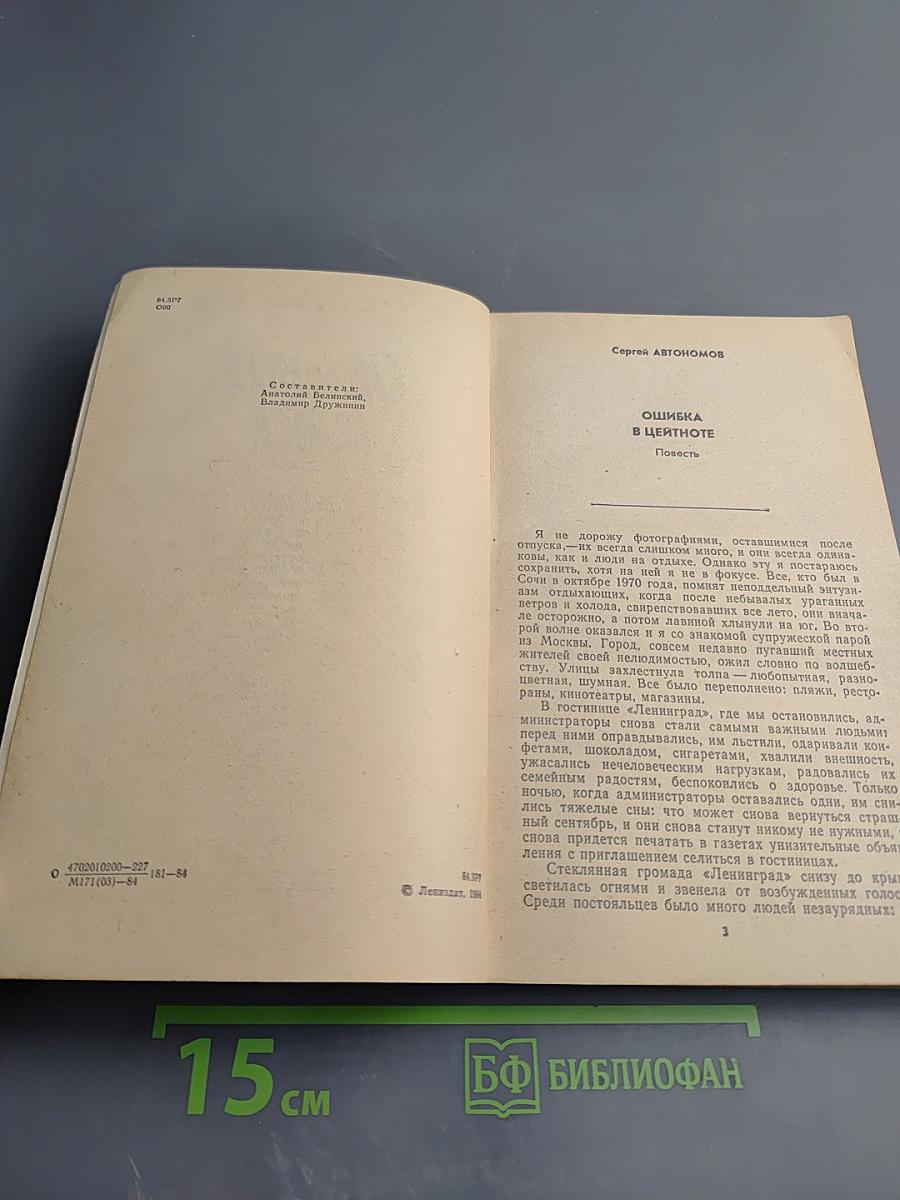 84.3Р7
О60
Составители:
Анатолий Белинский,
Владимир Дружинин
О 4702010200—227 181—84
М171(03)—84
84.3Р7
© Лениздат, 1984
Сергей АВТОНОМОВ
ОШИБКА
В ЦЕЙТНОТЕ
Повесть
Я не дорожу фотографиями, оставшимися после
отпуска,—их всегда слишком много, и они всегда одина-
ковы, как и люди на отдыхе. Однако эту я постараюсь
сохранить, хотя на ней я не в фокусе. Все, кто был в
Сочи в октябре 1970 года, помнят неподдельный энтузи-
азм отдыхающих, когда после небывалых ураганных
ветров и холода, свирепствовавших все лето, они внача-
ле осторожно, а потом лавиной хлынули на юг. Во вто-
рой волне оказался и я со знакомой супружеской парой
из Москвы. Город, совсем недавно пугавший местных
жителей своей нелюдимостью, ожил словно по волшеб-
ству. Улицы захлестнула толпа — любопытная, разно-
цветная, шумная. Все было переполнено: пляжи, ресто-
раны, кинотеатры, магазины.
В гостинице «Ленинград», где мы остановились, ад-
министраторы снова стали самыми важными людьми:
перед ними оправдывались, им льстили, одаривали кон-
фетами, шоколадом, сигаретами, хвалили внешность,
ужасались нечеловеческим нагрузкам, радовались их
семейным радостям, беспокоились о здоровье. Только
ночью, когда администраторы оставались одни, им сни-
лись тяжелые сны: что может снова вернуться страш-
ный сентябрь, и они снова станут никому не нужными,
снова придется печатать в газетах унизительные объяв
ления с приглашением селиться в гостиницах.
Стеклянная громада «Ленинград» снизу до кры
светилась огнями и звенела от возбужденных голос
Среди постояльцев было много людей незаурядных:
3
15 см
БФ БИБЛИОФАН